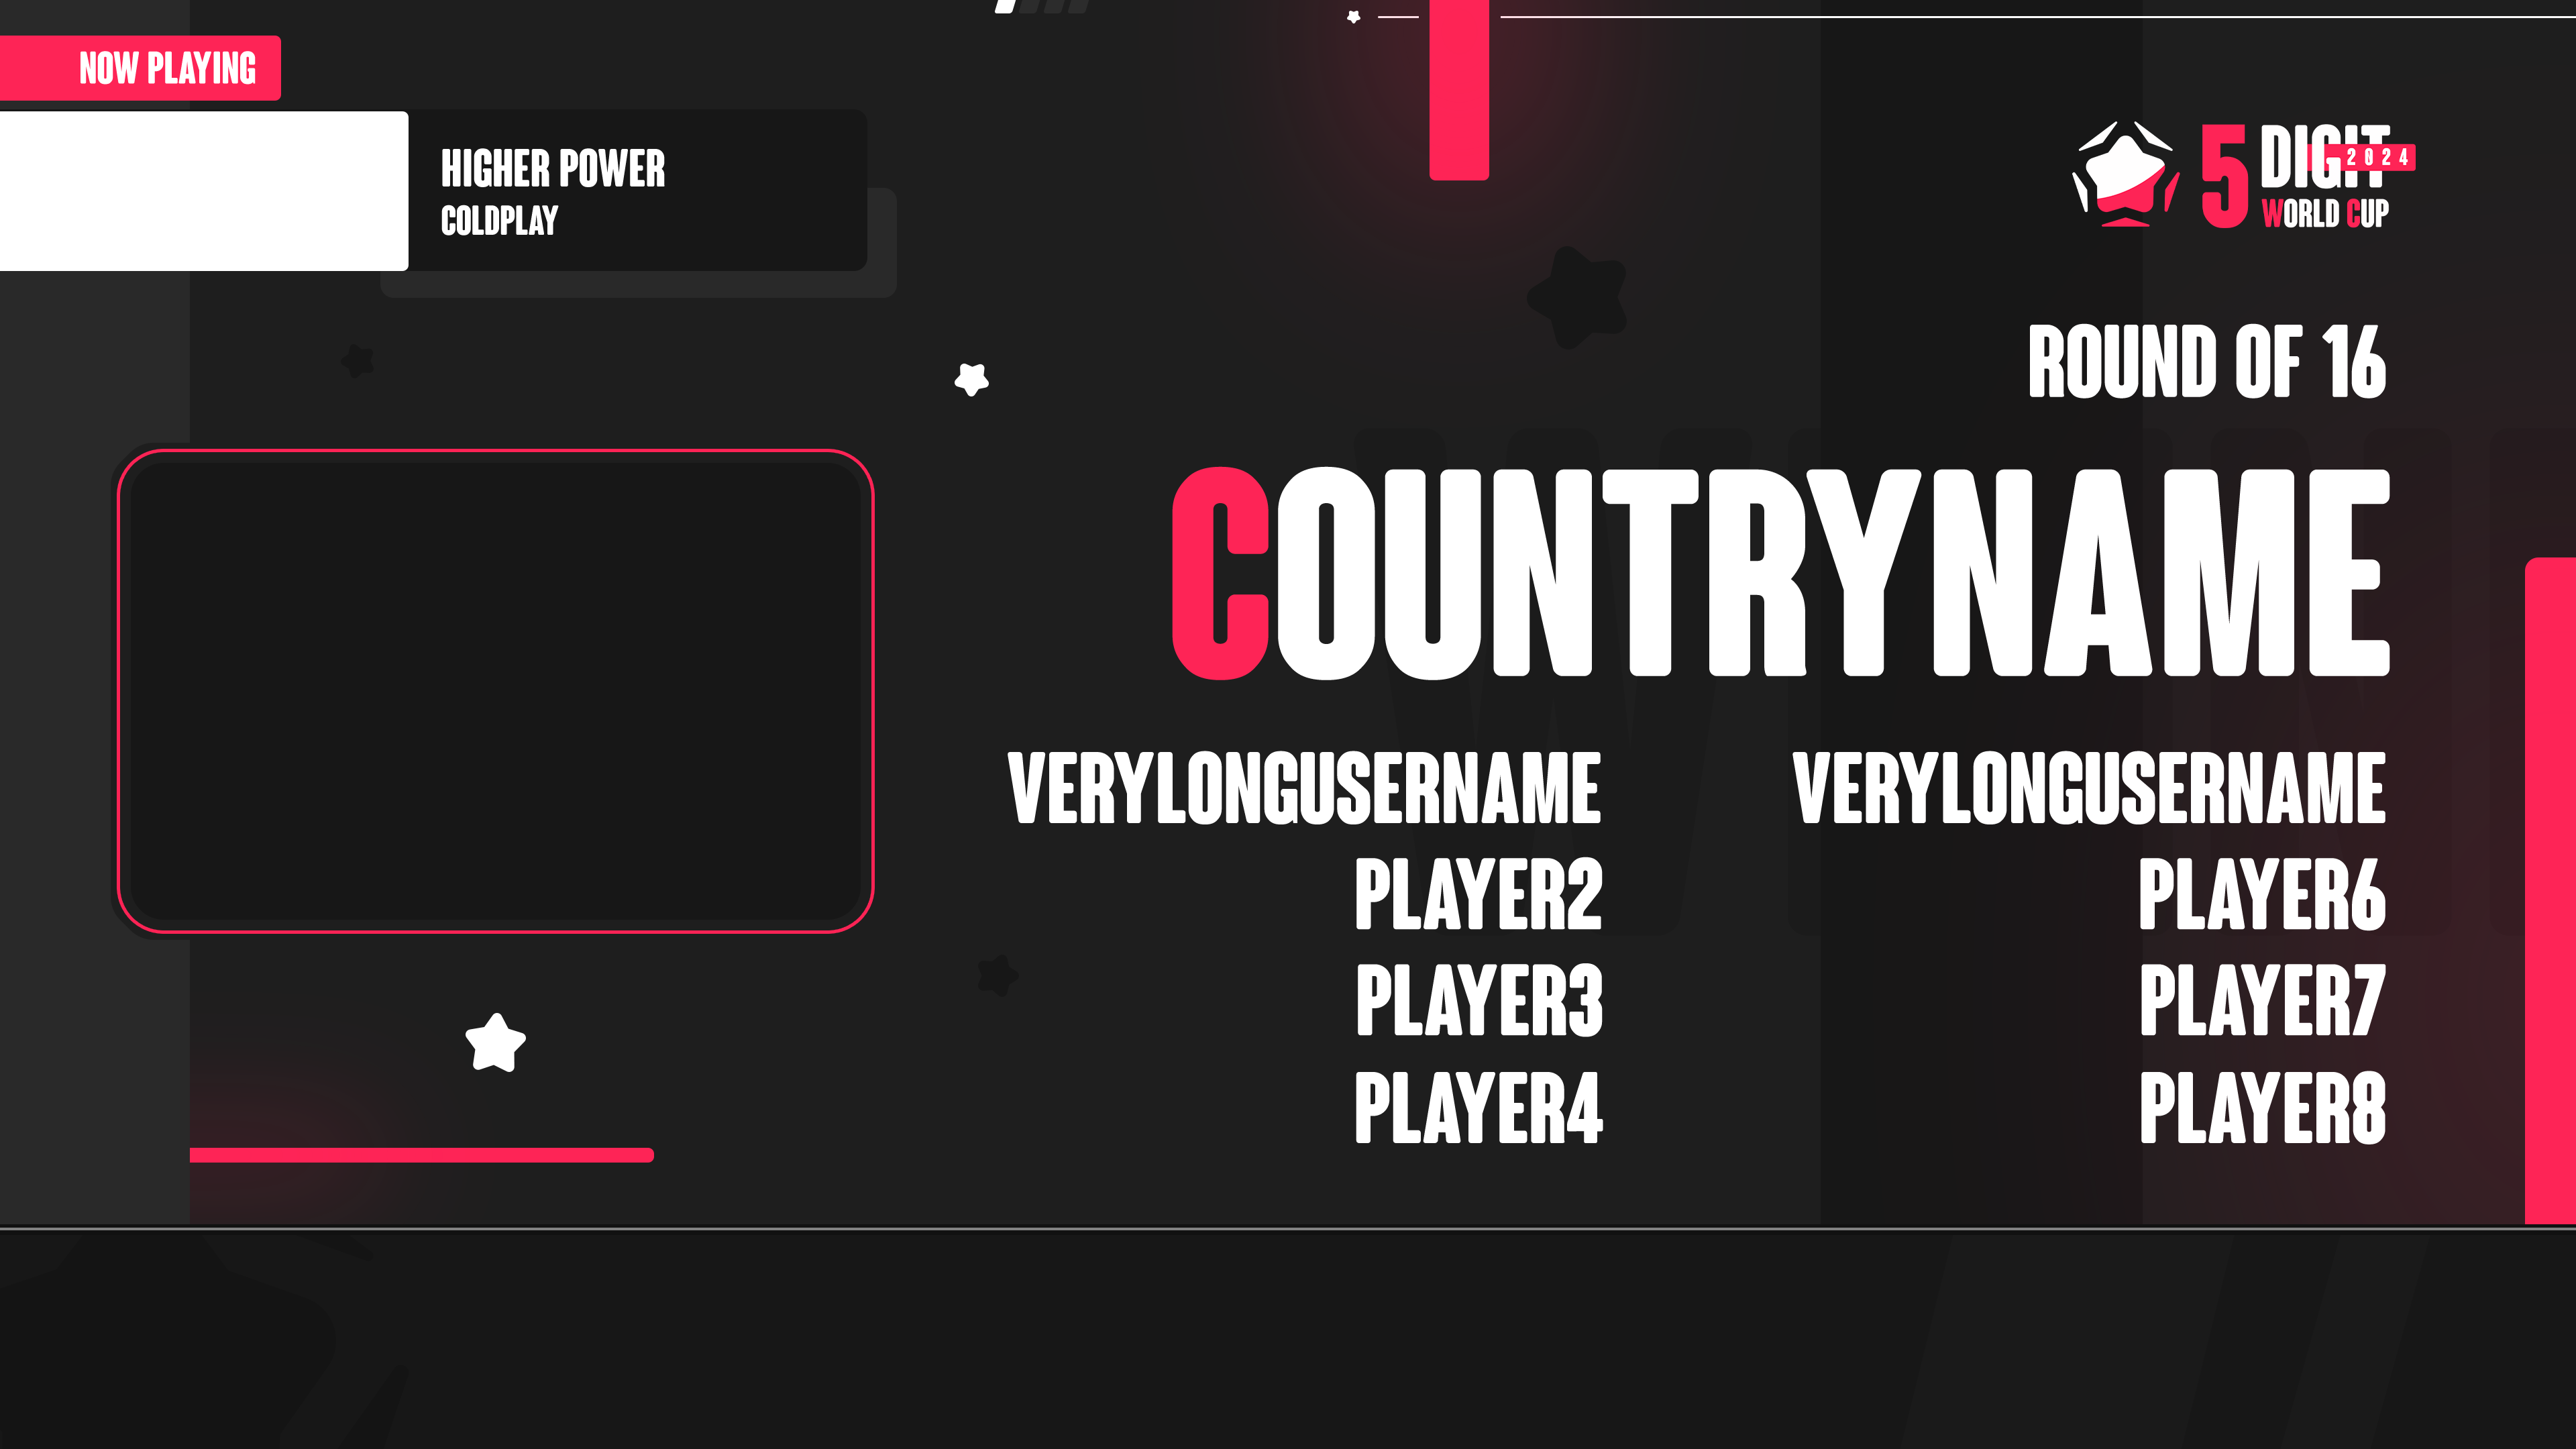 NOW PLAYING
HIGHER POWER
COLDPLAY
5 DIGIT
2024
WORLD CUP
ROUND OF 16
COUNTRYNAME
VERYLONGUSERNAME
PLAYER2
PLAYER3
PLAYER4
VERYLONGUSERNAME
PLAYER6
PLAYER7
PLAYER8